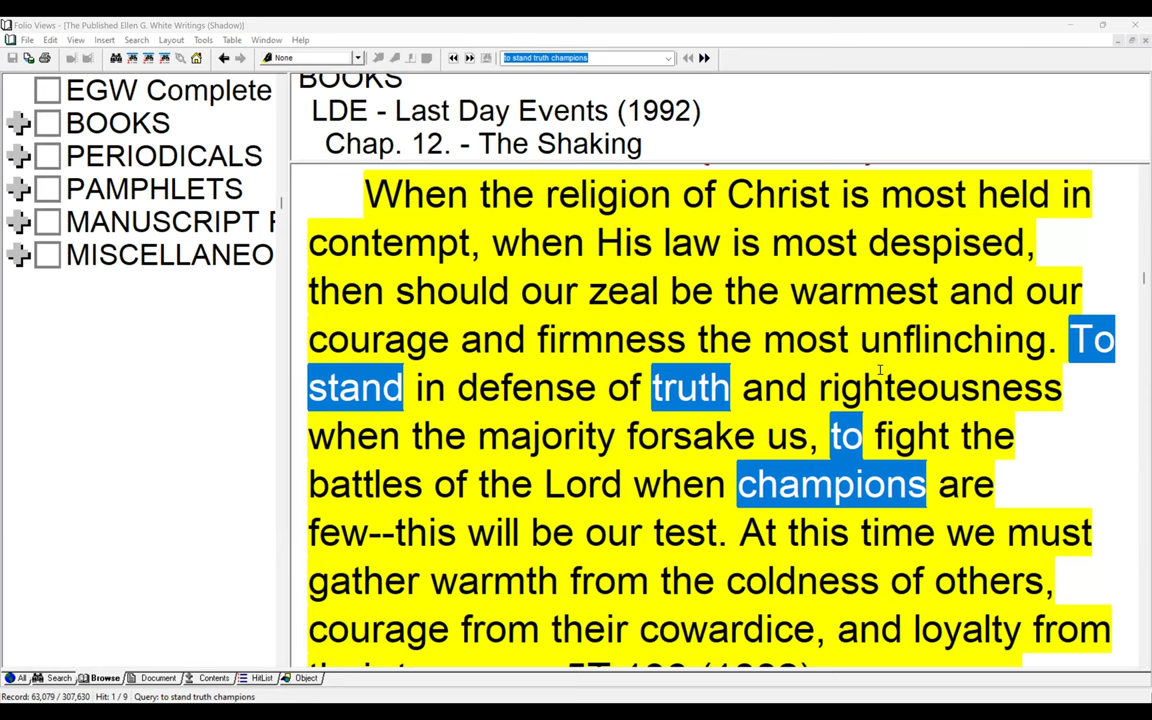 Folio Views - [The Published Ellen G. White Writings (Shadow)]
File Edit View Insert Search Layout Tools Table Window Help
None
to stand truth champions
EGW Complete
BOOKS
PERIODICALS
PAMPHLETS
MANUSCRIPT
MISCELLANEO
BOOKS
LDE - Last Day Events (1992)
Chap. 12. - The Shaking
When the religion of Christ is most held in
contempt, when His law is most despised,
then should our zeal be the warmest and our
courage and firmness the most unflinching. To
stand in defense of truth and righteousness
when the majority forsake us, to fight the
battles of the Lord when champions are
few--this will be our test. At this time we must
gather warmth from the coldness of others,
courage from their cowardice, and loyalty from
All Search Browse Document Contents HitList Object
Record: 63,079 / 307,630 Hit: 1 / 9 Query: to stand truth champions